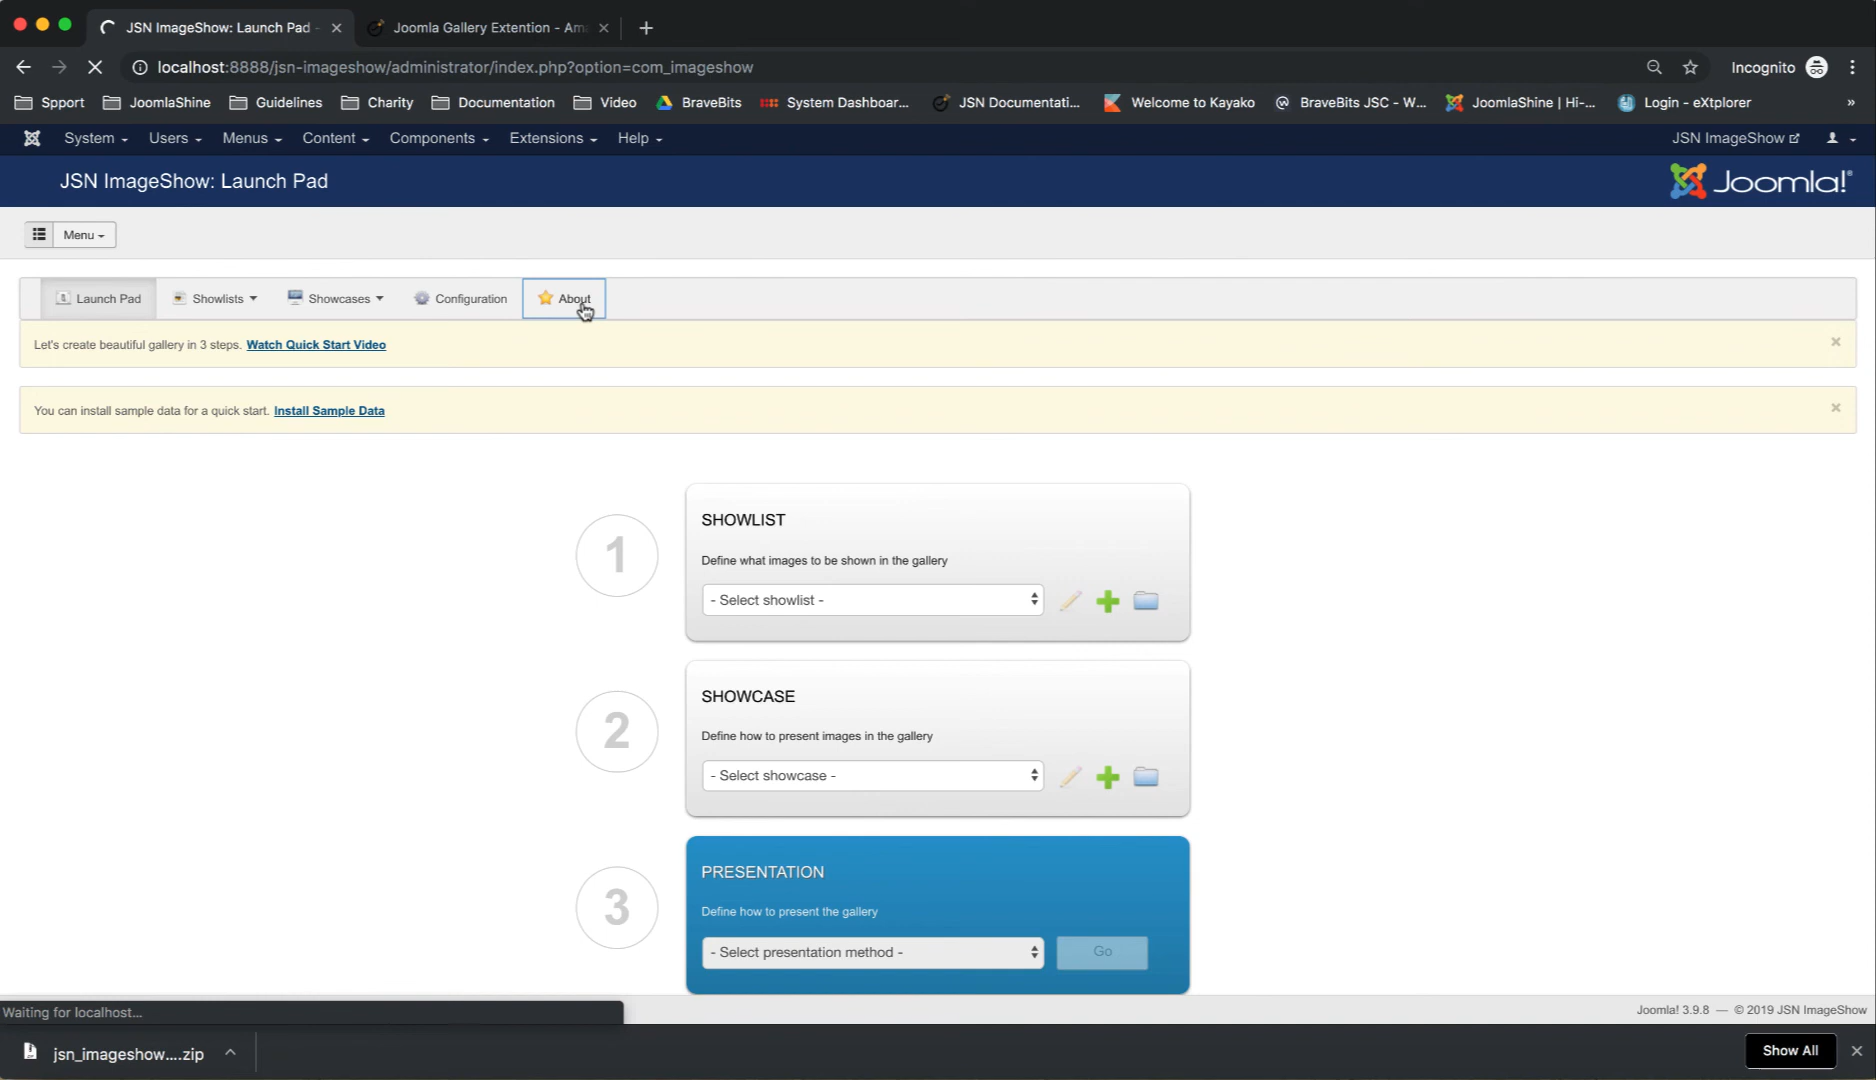 JSN ImageShow: Launch Pad -
Joomla Gallery Extention - Ama
localhost:8888/jsn-imageshow/administrator/index.php?option=com_imageshow
Incognito
Spport
JoomlaShine
Guidelines
Charity
Documentation
Video
BraveBits
System Dashboar...
JSN Documentati...
Welcome to Kayako
BraveBits JSC - W...
JoomlaShine | Hi-...
Login - eXtplorer
»
System
Users
Menus
Content
Components
Extensions
Help
JSN ImageShow
JSN ImageShow: Launch Pad
Joomla!®
Menu
Launch Pad
Showlists
Showcases
Configuration
About
Let's create beautiful gallery in 3 steps. Watch Quick Start Video
×
You can install sample data for a quick start. Install Sample Data
×
1
SHOWLIST
Define what images to be shown in the gallery
- Select showlist -
2
SHOWCASE
Define how to present images in the gallery
- Select showcase -
3
PRESENTATION
Define how to present the gallery
- Select presentation method -
Go
Waiting for localhost...
Joomla! 3.9.8 — © 2019 JSN ImageShow
jsn_imageshow....zip
Show All